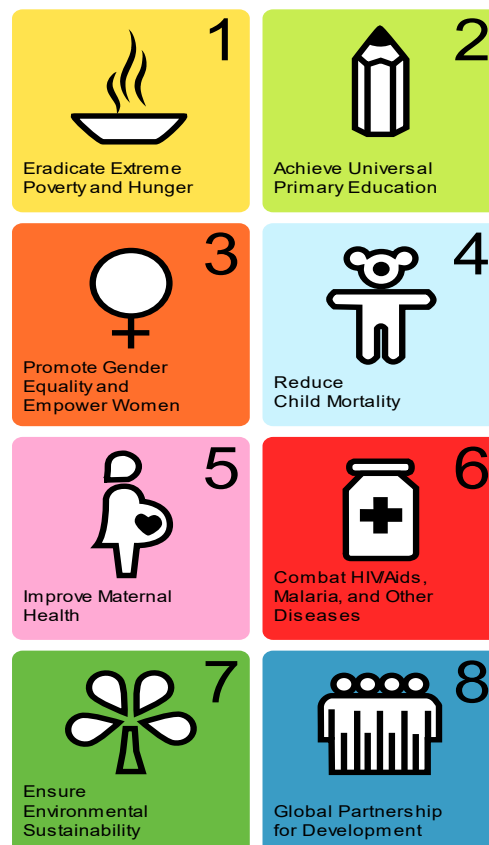 1
Eradicate Extreme
Poverty and Hunger
2
Achieve Universal
Primary Education
3
Promote Gender
Equality and
Empower Women
4
Reduce
Child Mortality
5
Improve Maternal
Health
6
Combat HIV/Aids,
Malaria, and Other
Diseases
7
Ensure
Environmental
Sustainability
8
Global Partnership
for Development